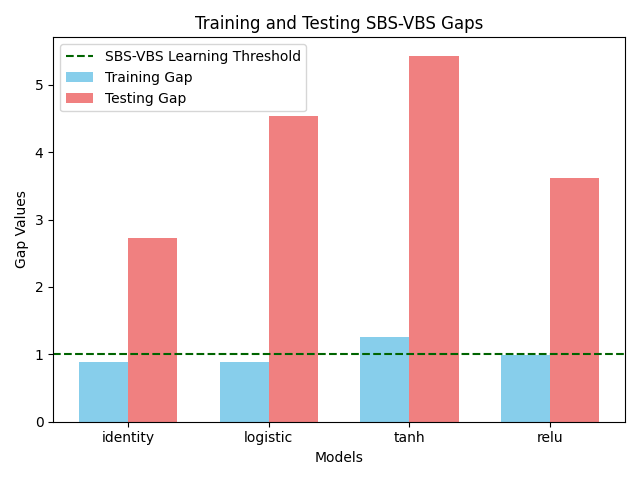 Training and Testing SBS-VBS Gaps
SBS-VBS Learning Threshold
Training Gap
Testing Gap
Gap Values
5
4
3
2
1
0
identity logistic tanh relu
Models